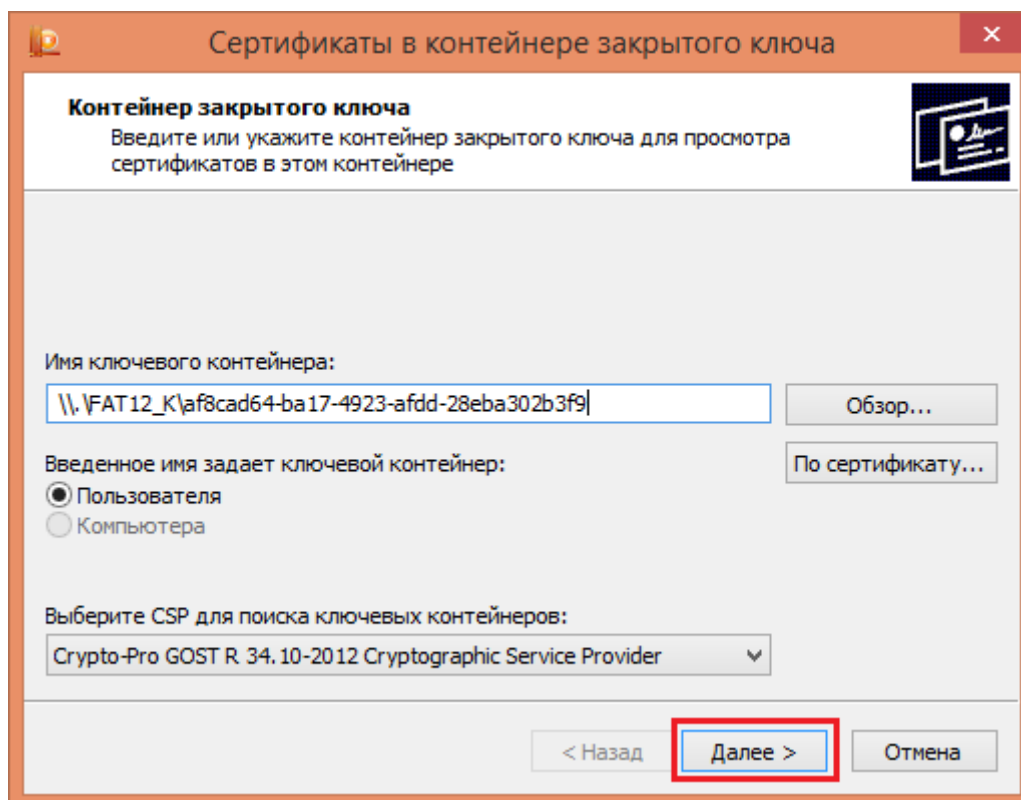 Сертификаты в контейнере закрытого ключа
Контейнер закрытого ключа
Введите или укажите контейнер закрытого ключа для просмотра
сертификатов в этом контейнере
Имя ключевого контейнера:
\\.\FAT12_K\af8cad64-ba17-4923-afdd-28eba302b3f9
Обзор...
Введенное имя задает ключевой контейнер:
По сертификату...
Пользователя
Компьютера
Выберите CSP для поиска ключевых контейнеров:
Crypto-Pro GOST R 34.10-2012 Cryptographic Service Provider
< Назад
Далее >
Отмена